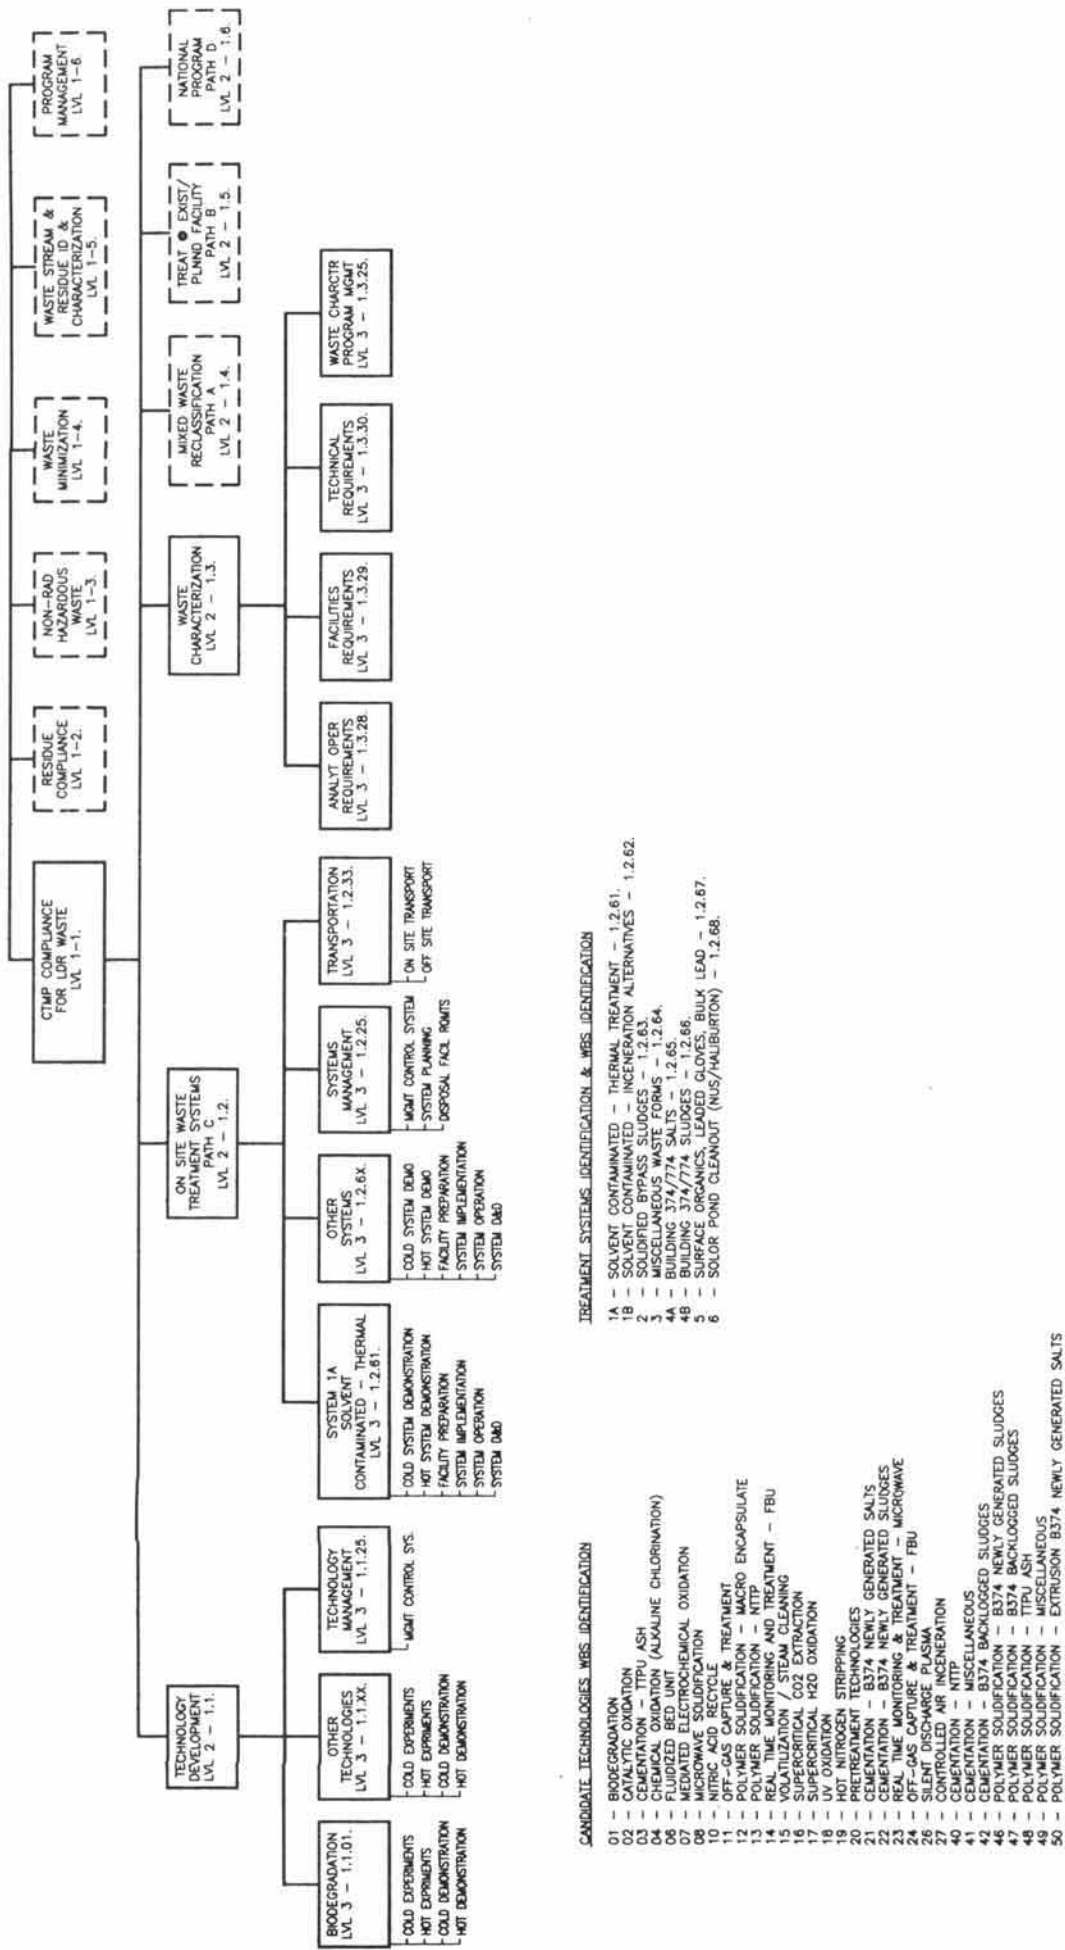 CTMP COMPLIANCE
FOR LDR WASTE
LVL 1-1.
RESIDUE
COMPLIANCE
LVL 1-2.
NON-RAD
HAZARDOUS
WASTE
LVL 1-3.
WASTE
MINIMIZATION
LVL 1-4.
WASTE STREAM &
RESIDUE ID &
CHARACTERIZATION
LVL 1-5.
PROGRAM
MANAGEMENT
LVL 1-6.
TECHNOLOGY
DEVELOPMENT
LVL 2 - 1.1.
ON SITE WASTE
TREATMENT SYSTEMS
PATH C
LVL 2 - 1.2.
WASTE
CHARACTERIZATION
LVL 2 - 1.3.
MIXED WASTE
RECLASSIFICATION
PATH A
LVL 2 - 1.4.
TREAT @ EXIST/
PLNND FACILITY
PATH B
LVL 2 - 1.5.
NATIONAL
PROGRAM
PATH D
LVL 2 - 1.6.
BIODEGRADATION
LVL 3 - 1.1.01.
COLD EXPERIMENTS
HOT EXPRIMENTS
COLD DEMONSTRATION
HOT DEMONSTRATION
OTHER
TECHNOLOGIES
LVL 3 - 1.1.XX.
COLD EXPERIMENTS
HOT EXPRIMENTS
COLD DEMONSTRATION
HOT DEMONSTRATION
TECHNOLOGY
MANAGEMENT
LVL 3 - 1.1.25.
MGMT CONTROL SYS.
SYSTEM 1A
SOLVENT
CONTAMINATED - THERMAL
LVL 3 - 1.2.61.
COLD SYSTEM DEMONSTRATION
HOT SYSTEM DEMONSTRATION
FACILITY PREPARATION
SYSTEM IMPLEMENTATION
SYSTEM OPERATION
SYSTEM D&D
OTHER
SYSTEMS
LVL 3 - 1.2.6X.
COLD SYSTEM DEMO
HOT SYSTEM DEMO
FACILITY PREPARATION
SYSTEM IMPLEMENTATION
SYSTEM OPERATION
SYSTEM D&D
SYSTEMS
MANAGEMENT
LVL 3 - 1.2.25.
MGMT CONTROL SYSTEM
SYSTEM PLANNING
DISPOSAL FACIL RQMTS
TRANSPORTATION
LVL 3 - 1.2.33.
ON SITE TRANSPORT
OFF SITE TRANSPORT
ANALYT OPER
REQUIREMENTS
LVL 3 - 1.3.28.
FACILITIES
REQUIREMENTS
LVL 3 - 1.3.29.
TECHNICAL
REQUIREMENTS
LVL 3 - 1.3.30.
WASTE CHARCTR
PROGRAM MGMT
LVL 3 - 1.3.25.
CANDIDATE TECHNOLOGIES WBS IDENTIFICATION
01 - BIODEGRADATION
02 - CATALYTIC OXIDATION
03 - CEMENTATION - TTPU ASH
04 - CHEMICAL OXIDATION (ALKALINE CHLORINATION)
06 - FLUIDIZED BED UNIT
07 - MEDIATED ELECTROCHEMICAL OXIDATION
08 - MICROWAVE SOLIDIFICATION
10 - NITRIC ACID RECYCLE
11 - OFF-GAS CAPTURE & TREATMENT
12 - POLYMER SOLIDIFICATION - MACRO ENCAPSULATE
13 - POLYMER SOLIDIFICATION - NTTP
14 - REAL TIME MONITORING AND TREATMENT - FBU
15 - VOLATILIZATION / STEAM CLEANING
16 - SUPERCRITICAL CO2 EXTRACTION
17 - SUPERCRITICAL H2O OXIDATION
18 - UV OXIDATION
19 - HOT NITROGEN STRIPPING
20 - PRETREATMENT TECHNOLOGIES
21 - CEMENTATION - B374 NEWLY GENERATED SALTS
22 - CEMENTATION - B374 NEWLY GENERATED SLUDGES
23 - REAL TIME MONITORING & TREATMENT - MICROWAVE
24 - OFF-GAS CAPTURE & TREATMENT - FBU
26 - SILENT DISCHARGE PLASMA
27 - CONTROLLED AIR INCENERATION
40 - CEMENTATION - NTTP
41 - CEMENTATION - MISCELLANEOUS
42 - CEMENTATION - B374 BACKLOGGED SLUDGES
46 - POLYMER SOLIDIFICATION - B374 NEWLY GENERATED SLUDGES
47 - POLYMER SOLIDIFICATION - B374 BACKLOGGED SLUDGES
48 - POLYMER SOLIDIFICATION - TTPU ASH
49 - POLYMER SOLIDIFICATION - MISCELLANEOUS
50 - POLYMER SOLIDIFICATION - EXTRUSION B374 NEWLY GENERATED SALTS
TREATMENT SYSTEMS IDENTIFICATION & WBS IDENTIFICATION
1A - SOLVENT CONTAMINATED - THERMAL TREATMENT - 1.2.61.
1B - SOLVENT CONTAMINATED - INCENERATION ALTERNATIVES - 1.2.62.
2 - SOLIDIFIED BYPASS SLUDGES - 1.2.63.
3 - MISCELLANEOUS WASTE FORMS - 1.2.64.
4A - BUILDING 374/774 SALTS - 1.2.65.
4B - BUILDING 374/774 SLUDGES - 1.2.66.
5 - SURFACE ORGANICS, LEADED GLOVES, BULK LEAD - 1.2.67.
6 - SOLOR POND CLEANOUT (NUS/HALIBURTON) - 1.2.68.